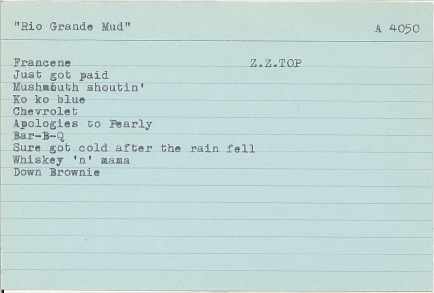 "Rio Grande Mud" A 4050
Francene Z.Z.TOP
Just got paid
Mushmouth shoutin'
Ko ko blue
Chevrolet
Apologies to Pearly
Bar-B-Q
Sure got cold after the rain fell
Whiskey 'n' mama
Down Brownie